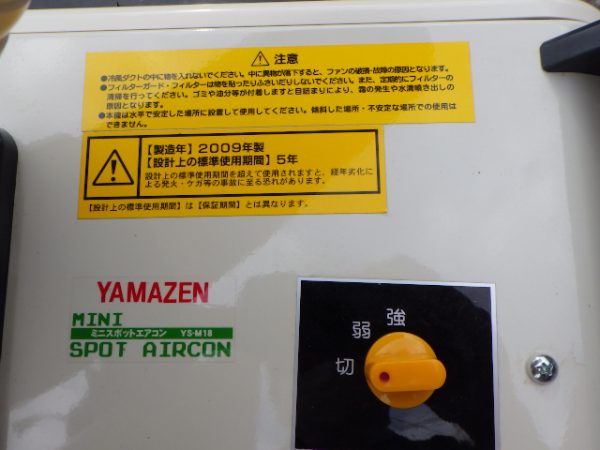 ⚠ 注意
●冷風ダクトの中に物を入れないでください。中に異物が落下すると、ファンの破損・故障の原因となります。
●フィルターガード・フィルターは物を貼ったりふさいだりしないでください。また、定期的にフィルターの
清掃を行ってください。ゴミや油分等が付着しますと目詰まりにより、霜の発生や水滴噴き出しの
原因となります。
●本機は水平で安定した場所に設置して使用してください。傾斜した場所・不安定な場所での使用は
できません。
【製造年】2009年製
【設計上の標準使用期間】5年
設計上の標準使用期間を超えて使用されますと、経年劣化に
よる発火・ケガ等の事故に至る恐れがあります。
【設計上の標準使用期間】は【保証期間】とは異なります。
YAMAZEN
MINI
ミニスポットエアコン YS-M18
SPOT AIRCON
強
弱
切